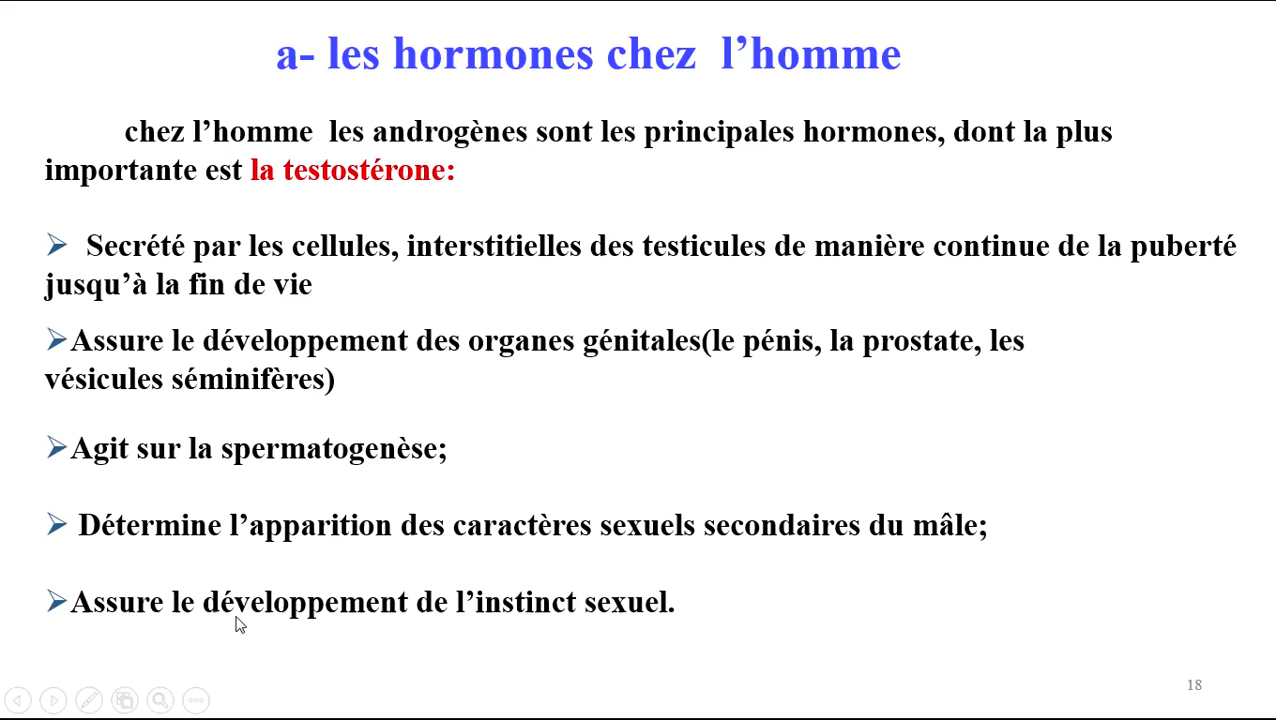 a- les hormones chez l’homme
chez l’homme les androgènes sont les principales hormones, dont la plus
importante est la testostérone:
➢ Secrété par les cellules, interstitielles des testicules de manière continue de la puberté
jusqu’à la fin de vie
➢Assure le développement des organes génitales(le pénis, la prostate, les
vésicules séminifères)
➢Agit sur la spermatogenèse;
➢ Détermine l’apparition des caractères sexuels secondaires du mâle;
➢Assure le développement de l’instinct sexuel.
18